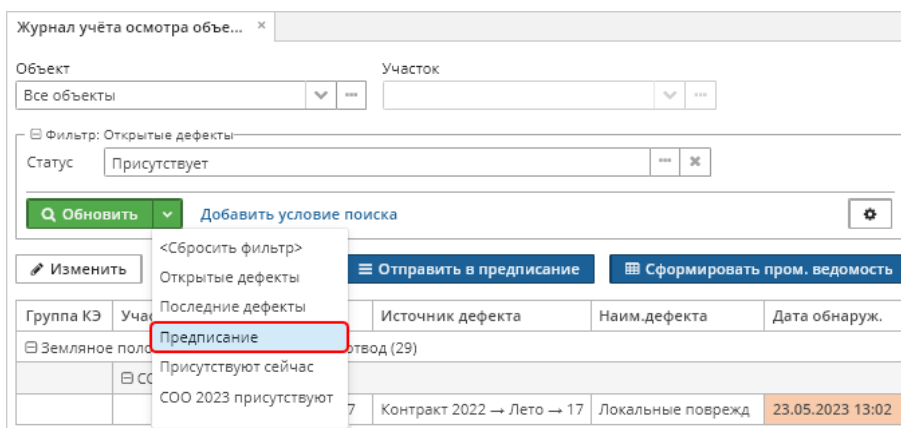 Журнал учёта осмотра объе... ×
Объект Участок
Все объекты
Фильтр: Открытые дефекты
Статус Присутствует
Обновить Добавить условие поиска
<Сбросить фильтр>
Изменить Открытые дефекты Отправить в предписание Сформировать пром. ведомость
Последние дефекты
Группа КЭ Учас Источник дефекта Наим.дефекта Дата обнаруж.
Предписание
Земляное поло отвод (29)
Присутствуют сейчас
СОО 2023 присутствуют
7 Контракт 2022 → Лето → 17 Локальные поврежд 23.05.2023 13:02